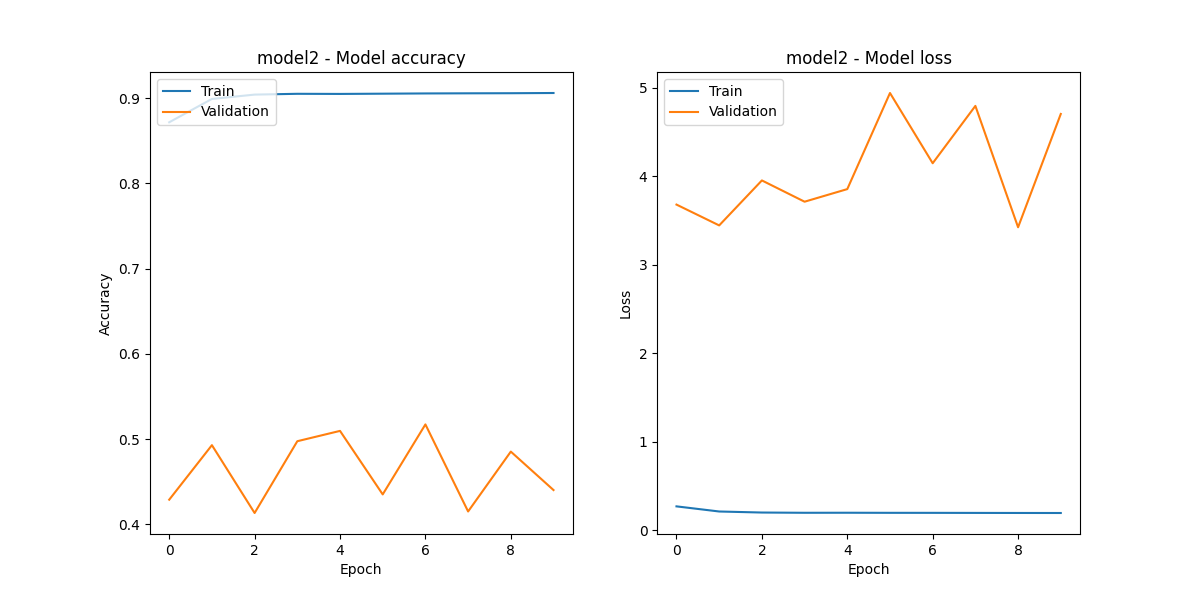 model2 - Model accuracy
Train
Validation
0.9
0.8
0.7
0.6
0.5
0.4
Accuracy
0
2
4
6
8
Epoch
model2 - Model loss
Train
Validation
5
4
3
2
1
0
Loss
0
2
4
6
8
Epoch